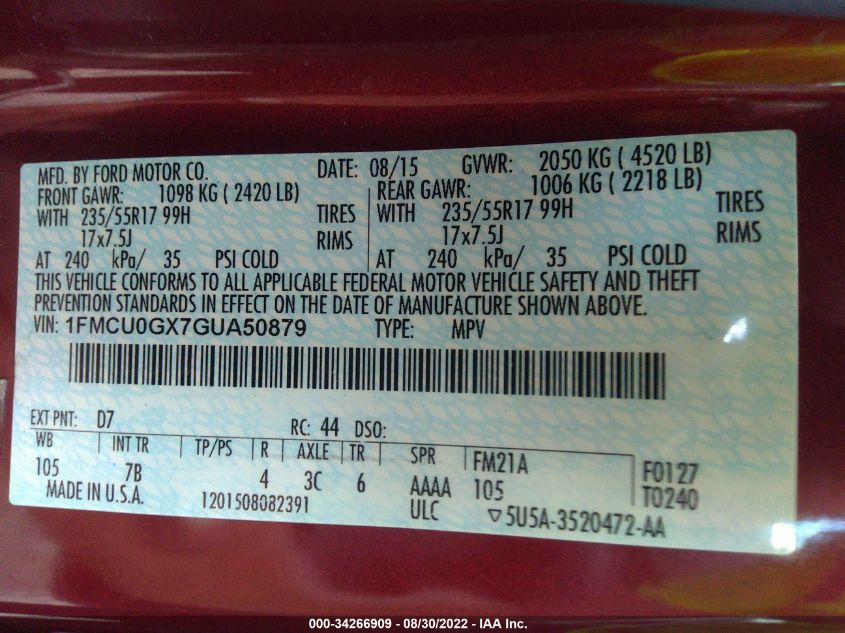 MFD. BY FORD MOTOR CO. DATE: 08/15 GVWR: 2050 KG ( 4520 LB)
FRONT GAWR: 1098 KG ( 2420 LB) REAR GAWR: 1006 KG ( 2218 LB)
WITH 235/55R17 99H TIRES WITH 235/55R17 99H TIRES
17x7.5J RIMS 17x7.5J RIMS
AT 240 kPa/ 35 PSI COLD AT 240 kPa/ 35 PSI COLD
THIS VEHICLE CONFORMS TO ALL APPLICABLE FEDERAL MOTOR VEHICLE SAFETY AND THEFT
PREVENTION STANDARDS IN EFFECT ON THE DATE OF MANUFACTURE SHOWN ABOVE.
VIN: 1FMCU0GX7GUA50879 TYPE: MPV
EXT PNT: D7 RC: 44 DSO:
WB INT TR TP/PS R AXLE TR SPR FM21A F0127
105 7B 4 3C 6 AAAA 105 T0240
MADE IN U.S.A. 1201508082391 ULC ▽5U5A-3520472-AA
000-34266909 - 08/30/2022 - IAA Inc.